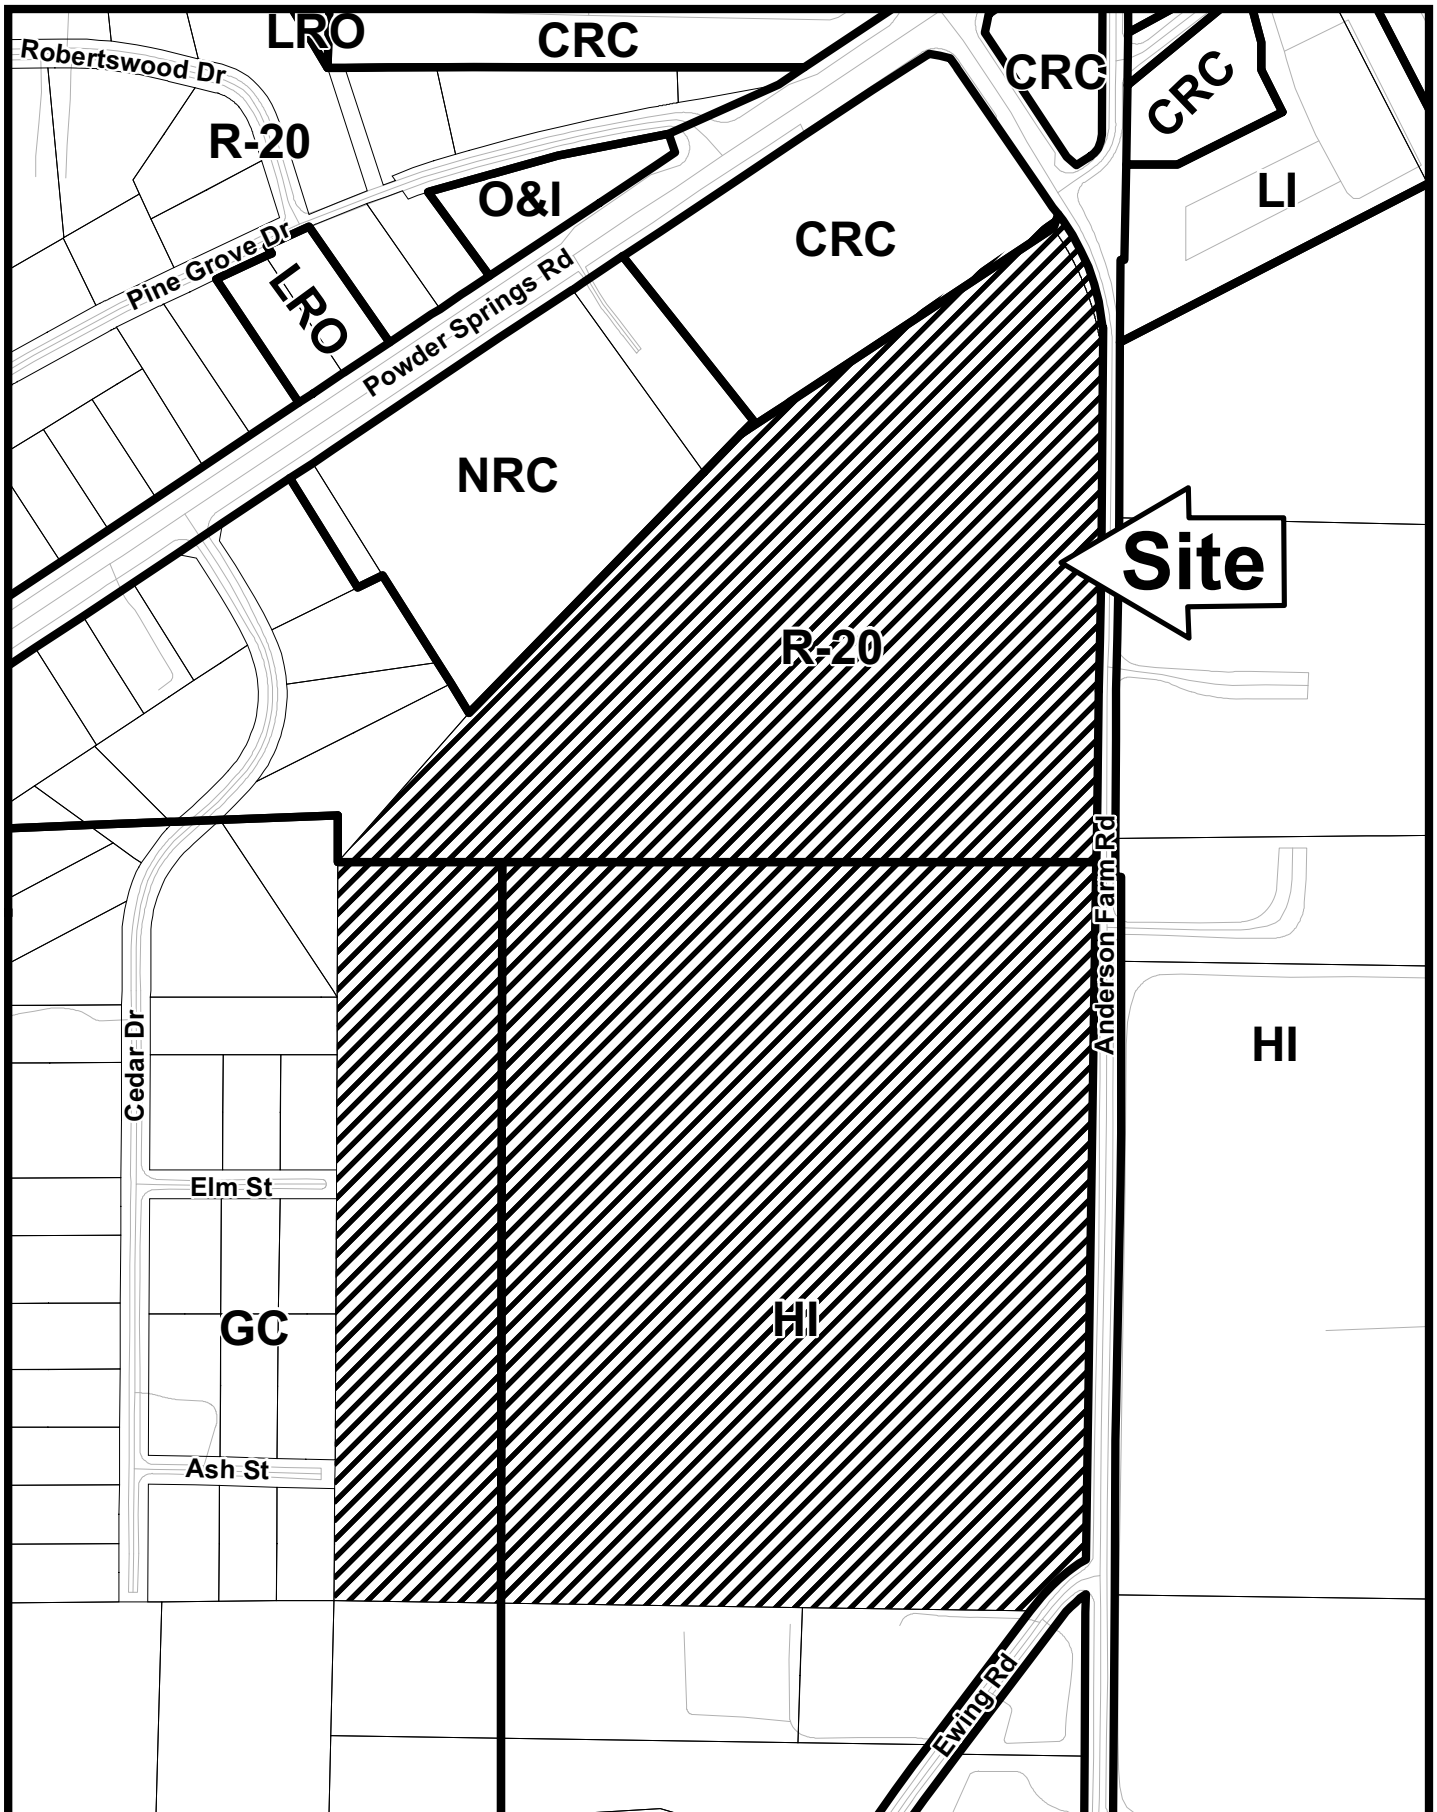 LRO
CRC
Robertswood Dr
CRC
CRC
R-20
O&I
LI
CRC
Pine Grove Dr
LRO
Powder Springs Rd
NRC
Site
R-20
Anderson Farm Rd
Cedar Dr
HI
Elm St
GC
HI
Ash St
Ewing Rd